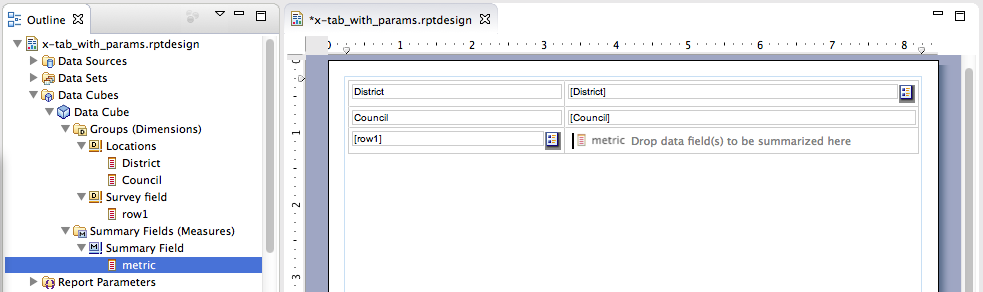 Outline
x-tab_with_params.rptdesign
Data Sources
Data Sets
Data Cubes
Data Cube
Groups (Dimensions)
Locations
District
Council
Survey field
row1
Summary Fields (Measures)
Summary Field
metric
Report Parameters
*x-tab_with_params.rptdesign
0 1 2 3 4 5 6 7 8
0
1
2
3
District [District]
Council [Council]
[row1] metric Drop data field(s) to be summarized here